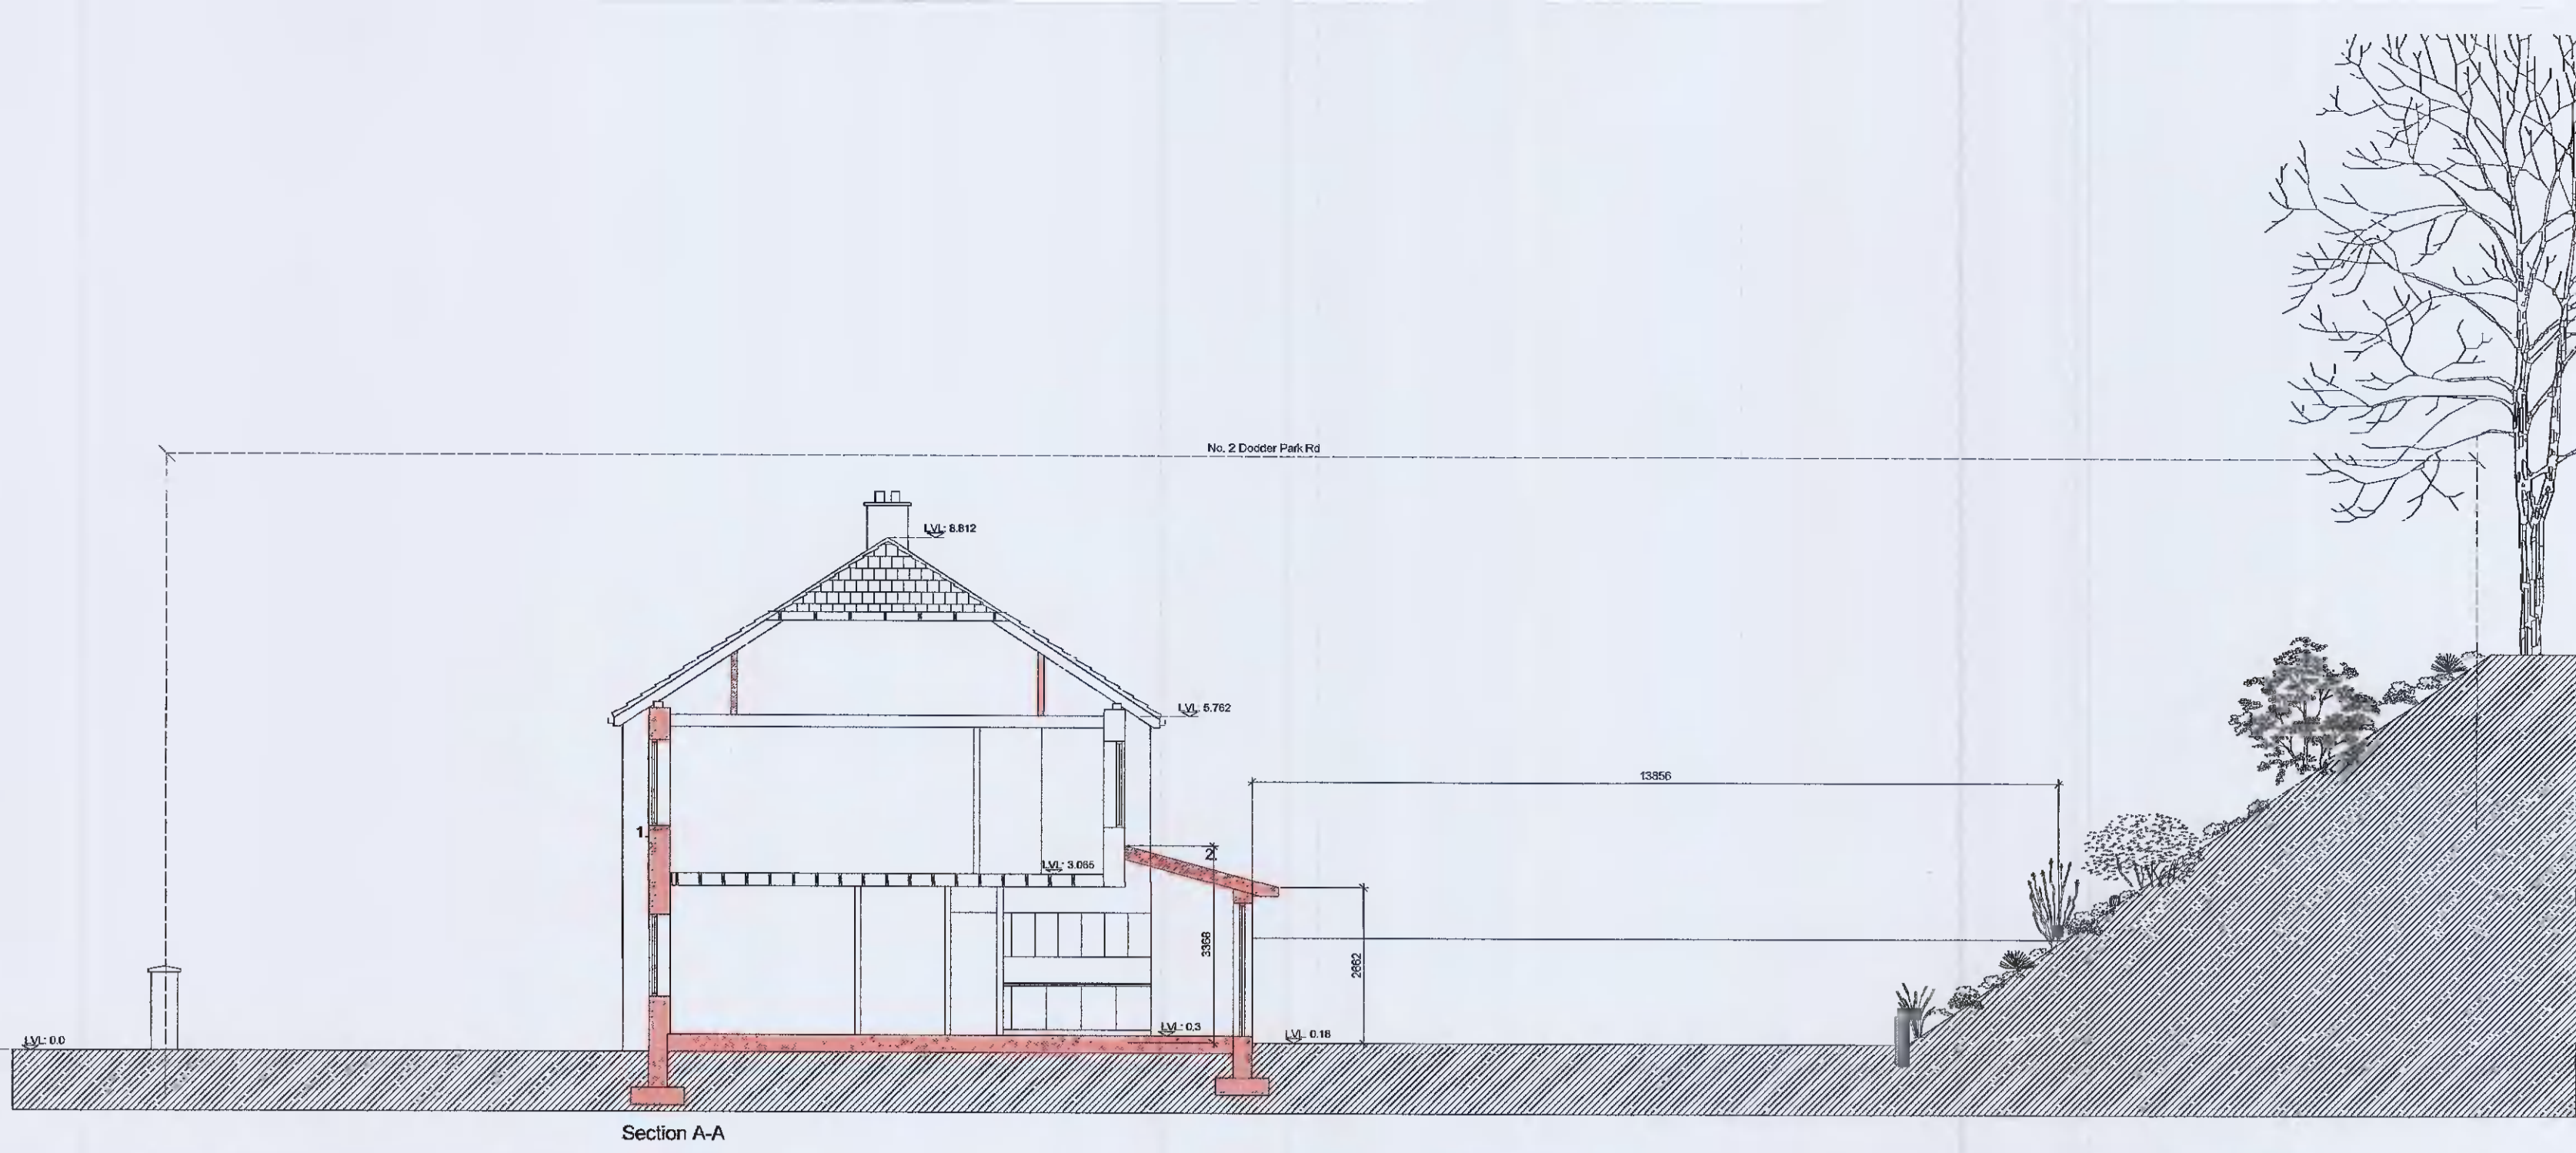 No. 2 Dodder Park Rd
LVL: 8.812
LVL: 5.762
13856
1.
2.
LVL: 3.065
3368
2662
LVL: 0.3
LVL: 0.18
LVL: 0.0
Section A-A